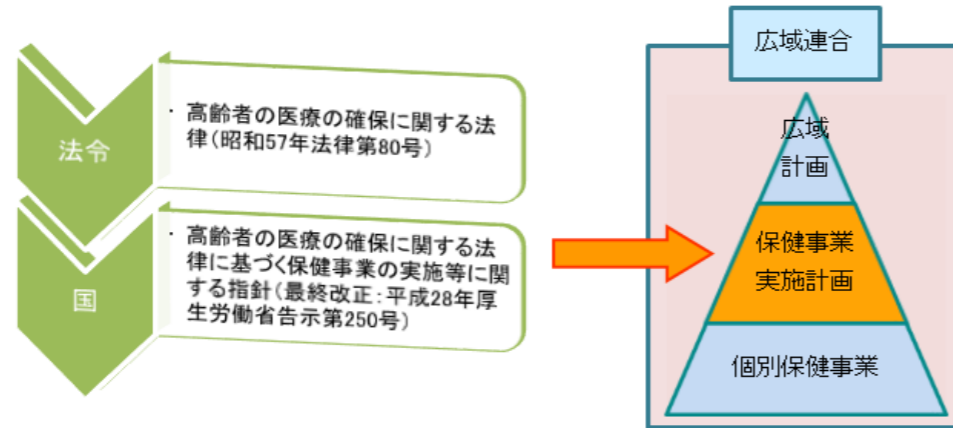 法令
・高齢者の医療の確保に関する法
律(昭和57年法律第80号)
国
・高齢者の医療の確保に関する法
律に基づく保健事業の実施等に関
する指針(最終改正:平成28年厚
生労働省告示第250号)
広域連合
広域
計画
保健事業
実施計画
個別保健事業